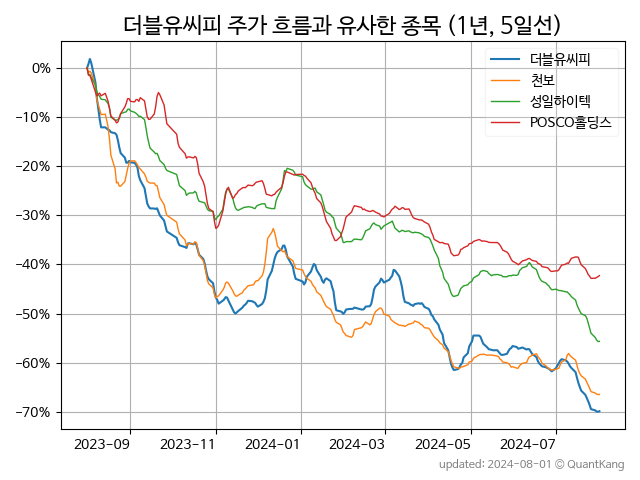 더블유씨피 주가 흐름과 유사한 종목 (1년, 5일선)
더블유씨피
천보
성일하이텍
POSCO홀딩스
0%
−10%
−20%
−30%
−40%
−50%
−60%
−70%
2023-09
2023-11
2024-01
2024-03
2024-05
2024-07
updated: 2024-08-01 © QuantKang